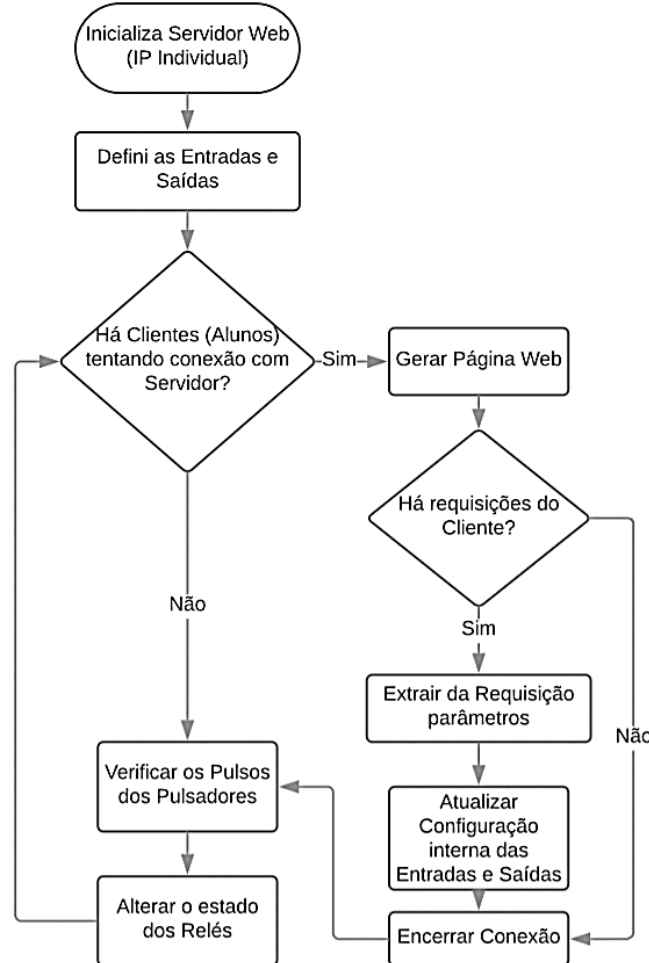 Inicializa Servidor Web
(IP Individual)
Defini as Entradas e
Saídas
Há Clientes (Alunos)
tentando conexão com
Servidor?
Sim
Gerar Página Web
Há requisições do
Cliente?
Não
Sim
Extrair da Requisição
parâmetros
Não
Verificar os Pulsos
dos Pulsadores
Atualizar
Configuração
interna das
Entradas e Saídas
Alterar o estado
dos Relés
Encerrar Conexão